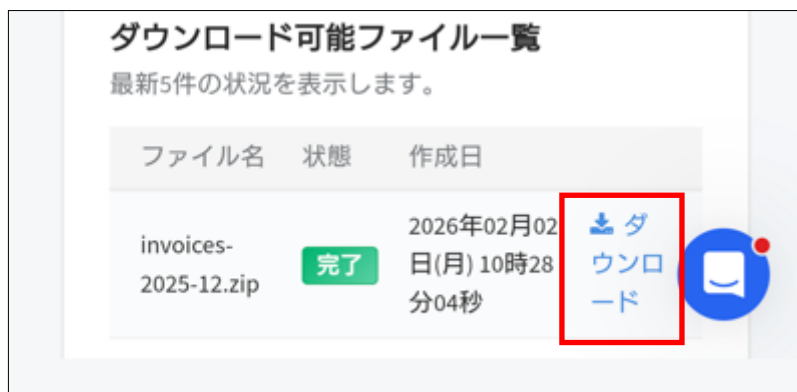 ダウンロード可能ファイル一覧
最新5件の状況を表示します。
ファイル名 状態 作成日
invoices-
2025-12.zip
完了
2026年02月02
日(月) 10時28
分04秒
ダ
ウンロ
ード